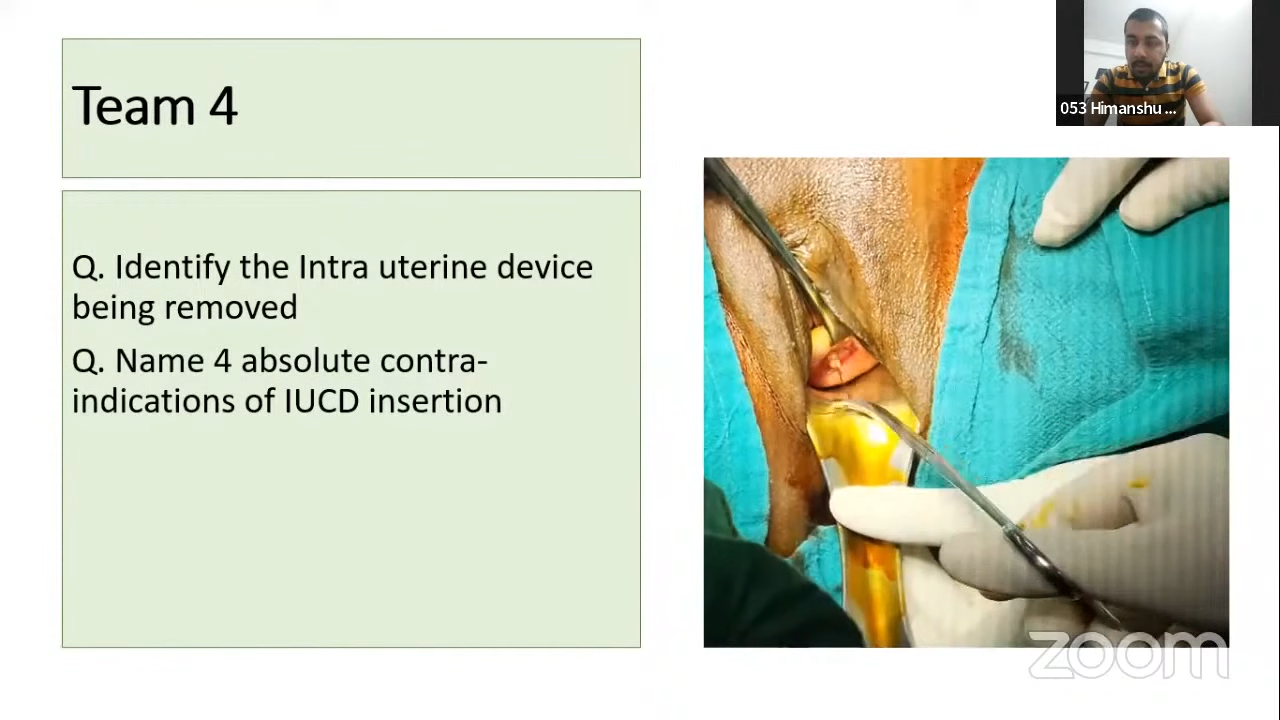 Team 4
Q. Identify the Intra uterine device
being removed
Q. Name 4 absolute contra-
indications of IUCD insertion
053 Himanshu ...
zoom